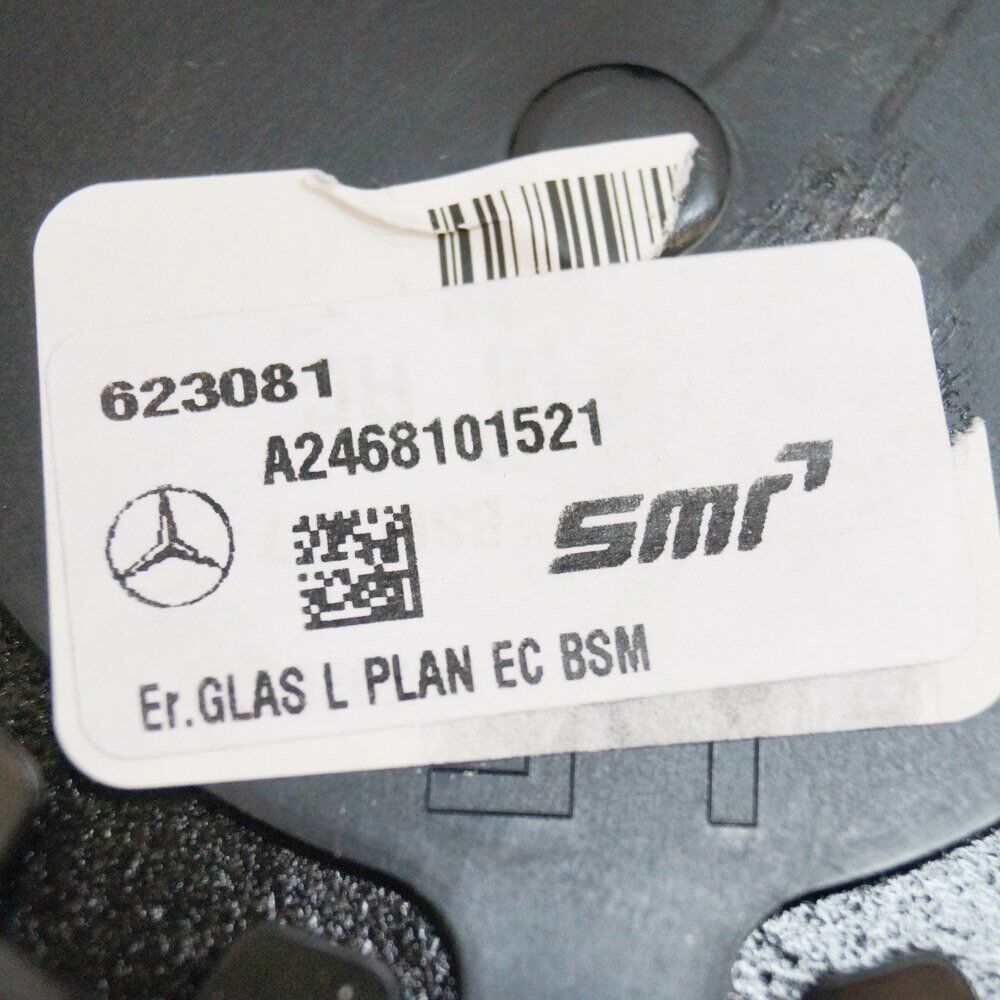 623081
A2468101521
smr
Er.GLAS L PLAN EC BSM